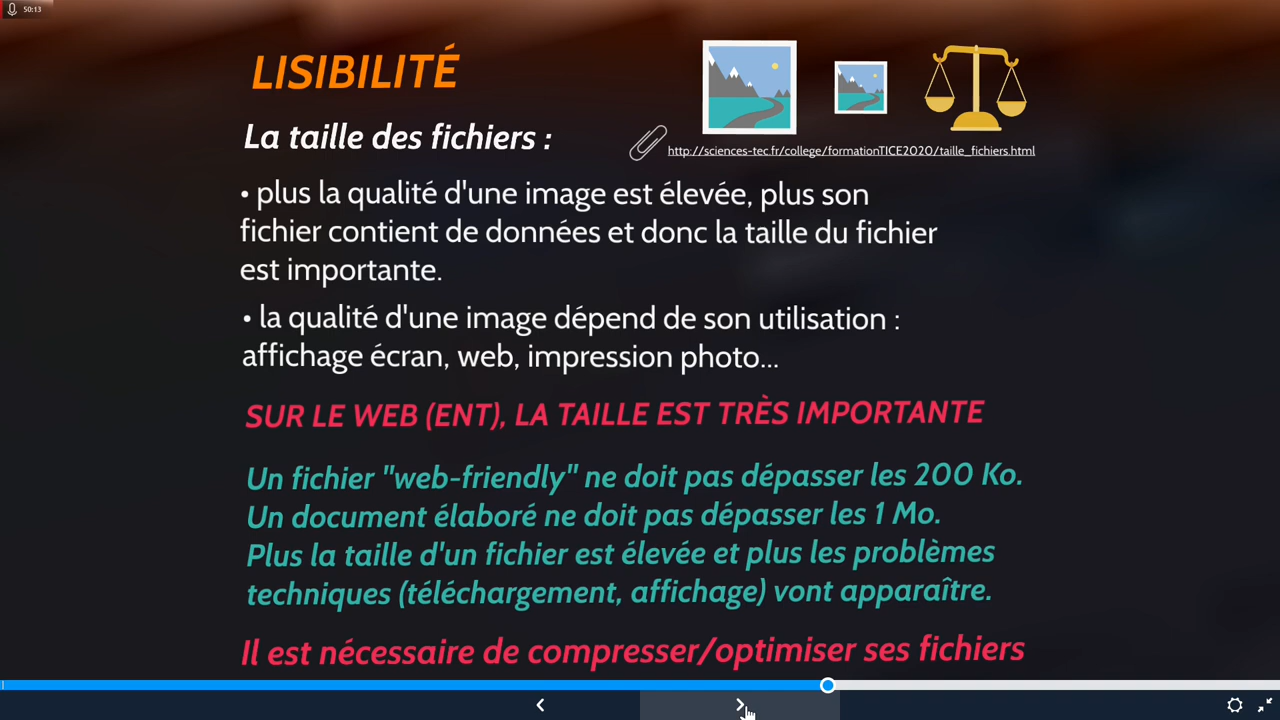 50:13
LISIBILITÉ
La taille des fichiers :
http://sciences-tec.fr/college/formationTICE2020/taille_fichiers.html
• plus la qualité d'une image est élevée, plus son
fichier contient de données et donc la taille du fichier
est importante.
• la qualité d'une image dépend de son utilisation :
affichage écran, web, impression photo...
SUR LE WEB (ENT), LA TAILLE EST TRÈS IMPORTANTE
Un fichier "web-friendly" ne doit pas dépasser les 200 Ko.
Un document élaboré ne doit pas dépasser les 1 Mo.
Plus la taille d'un fichier est élevée et plus les problèmes
techniques (téléchargement, affichage) vont apparaître.
Il est nécessaire de compresser/optimiser ses fichiers